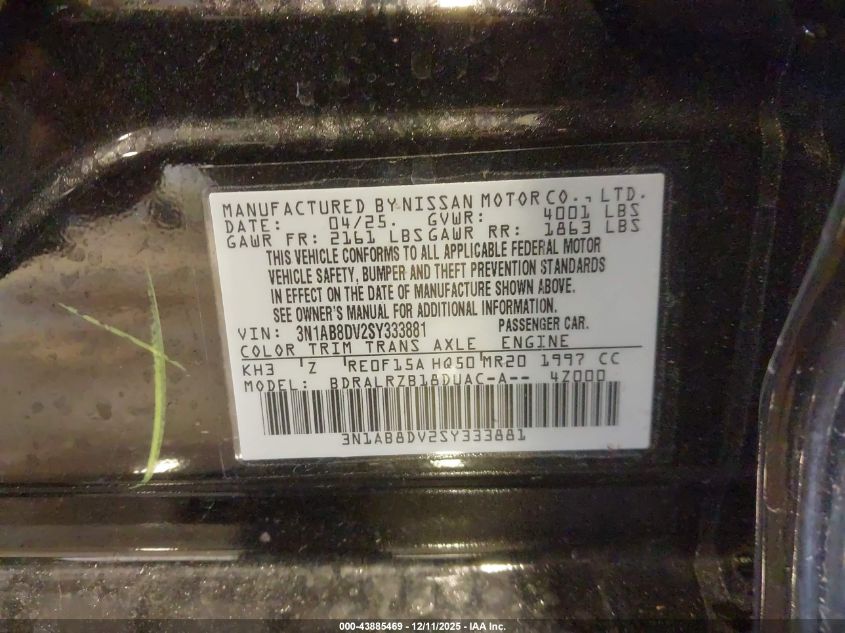 MANUFACTURED BY NISSAN MOTOR CO., LTD.
DATE: 04/25. GVWR: 4001 LBS
GAWR FR: 2161 LBS GAWR RR: 1863 LBS
THIS VEHICLE CONFORMS TO ALL APPLICABLE FEDERAL MOTOR
VEHICLE SAFETY, BUMPER AND THEFT PREVENTION STANDARDS
IN EFFECT ON THE DATE OF MANUFACTURE SHOWN ABOVE.
SEE OWNER'S MANUAL FOR ADDITIONAL INFORMATION.
VIN: 3N1AB8DV2SY333881 PASSENGER CAR.
COLOR TRIM TRANS AXLE ENGINE
KH3 Z RE0F15A HQ50 MR20 1997 CC
MODEL: BDRALRZB18DUAC-A-- 4Z000
3N1AB8DV2SY333881
000-43885469 - 12/11/2025 - IAA Inc.